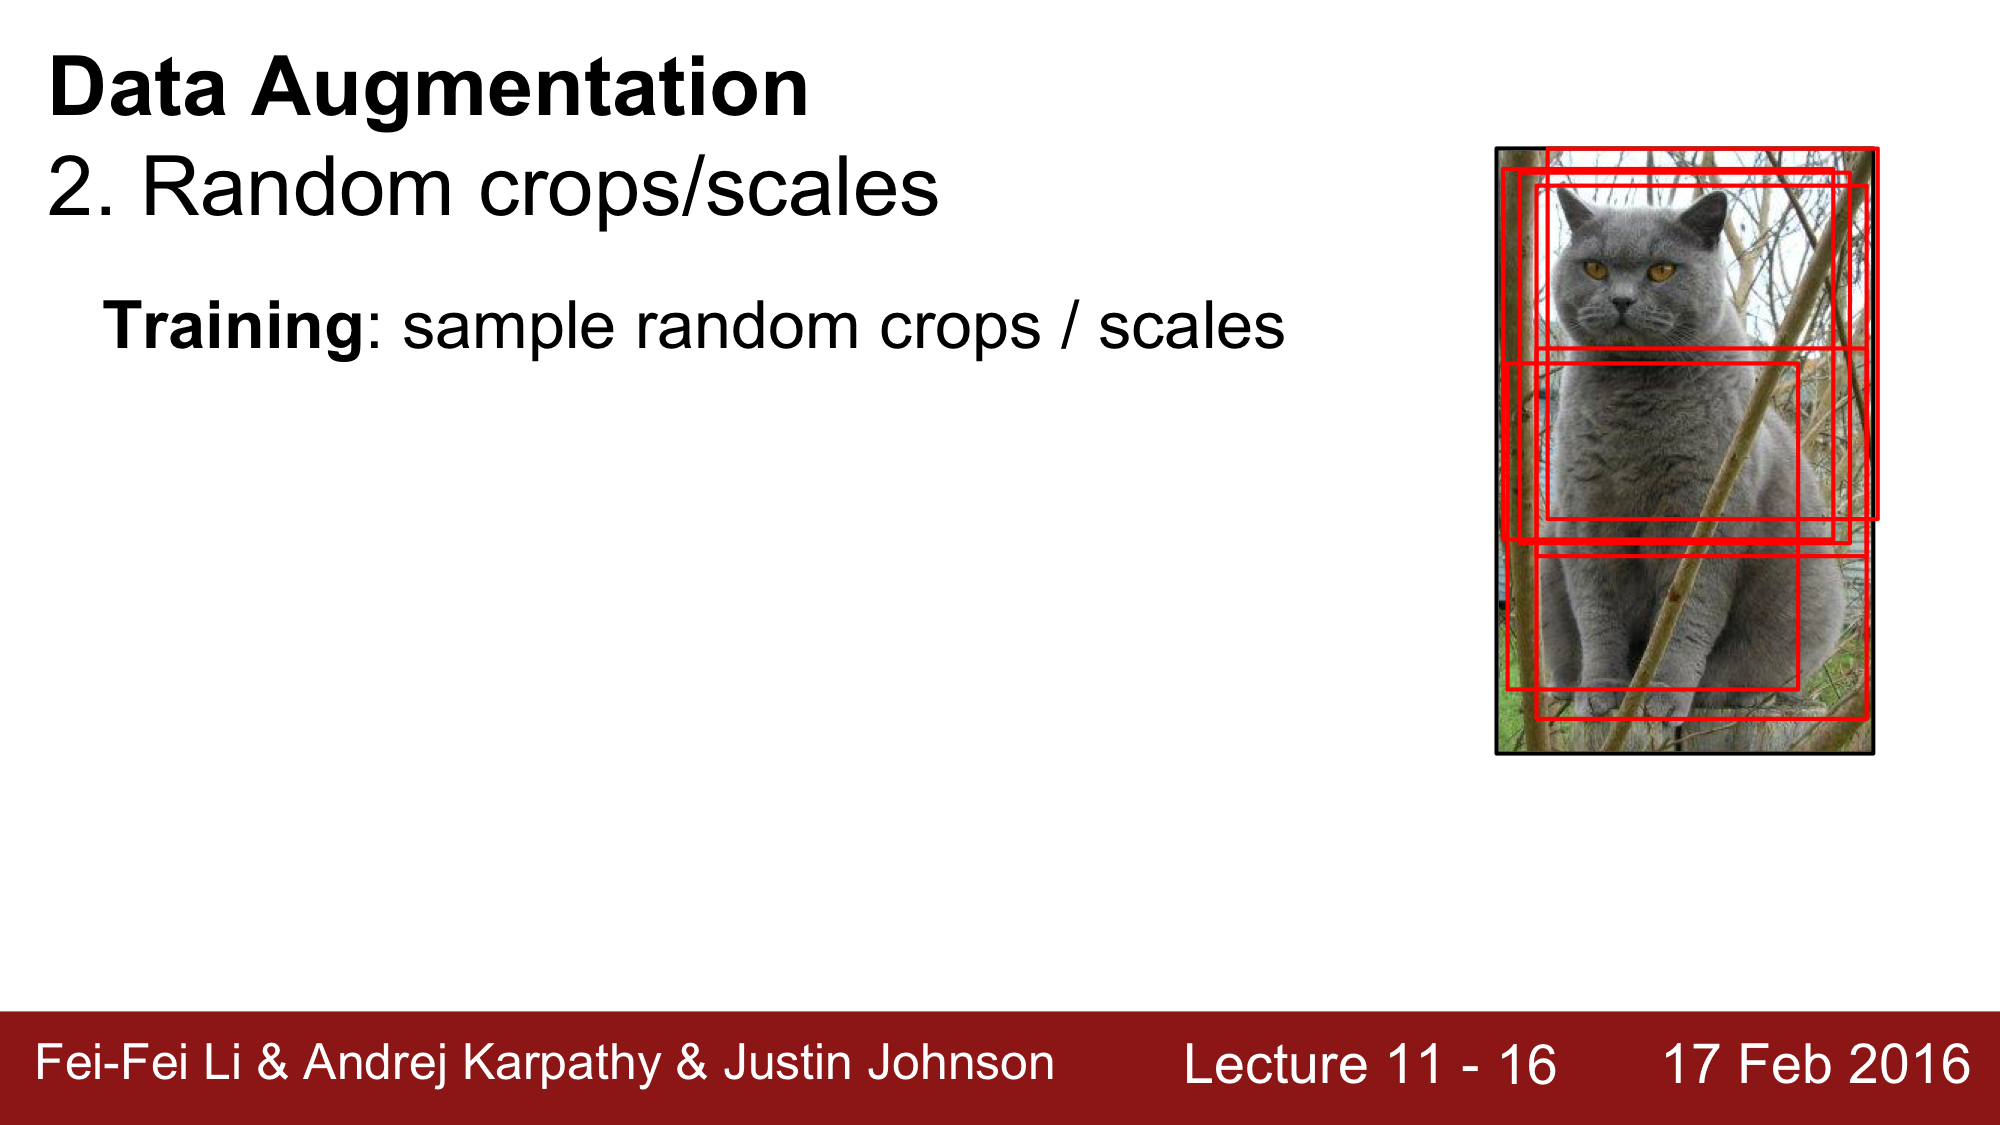 Data Augmentation
2. Random crops/scales
Training: sample random crops / scales
Fei-Fei Li & Andrej Karpathy & Justin Johnson
Lecture 11 - 16
17 Feb 2016